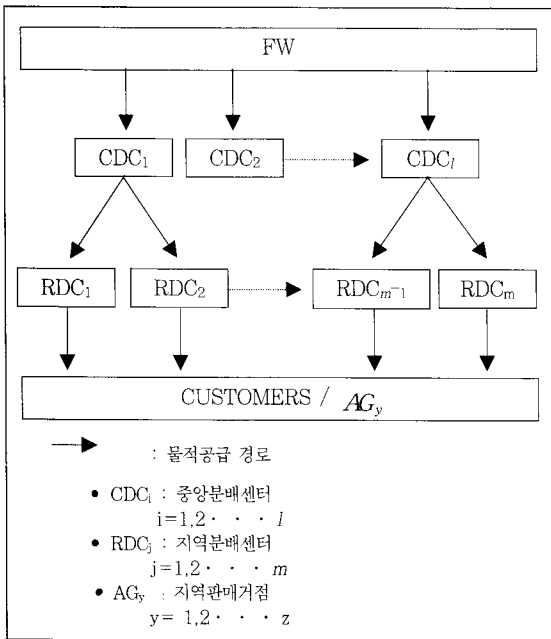 FW
CDC₁ CDC₂ CDCₗ
RDC₁ RDC₂ RDCₘ₋₁ RDCₘ
CUSTOMERS / AGᵧ
: 물적공급 경로
• CDCᵢ : 중앙분배센터
i=1,2· · · l
• RDCⱼ : 지역분배센터
j=1,2· · · m
• AGᵧ : 지역판매거점
y= 1,2· · · z